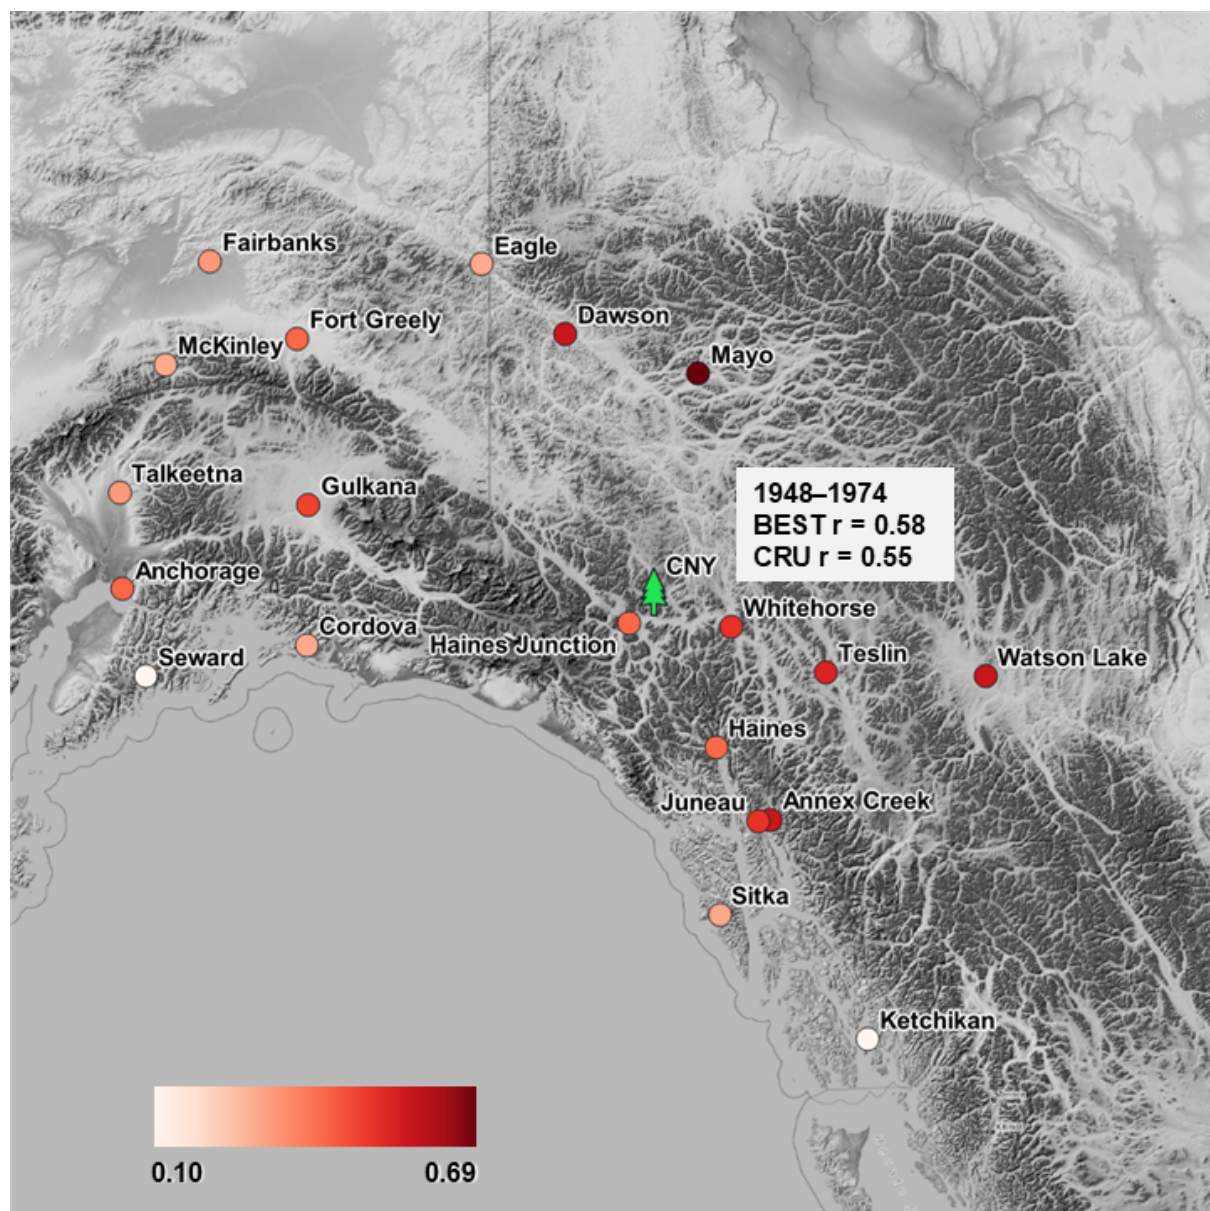 Fairbanks
Eagle
Fort Greely
Dawson
McKinley
Mayo
Talkeetna
Gulkana
1948–1974
BEST r = 0.58
CRU r = 0.55
CNY
Anchorage
Whitehorse
Cordova
Haines Junction
Seward
Teslin
Watson Lake
Haines
Juneau
Annex Creek
Sitka
Ketchikan
0.10
0.69